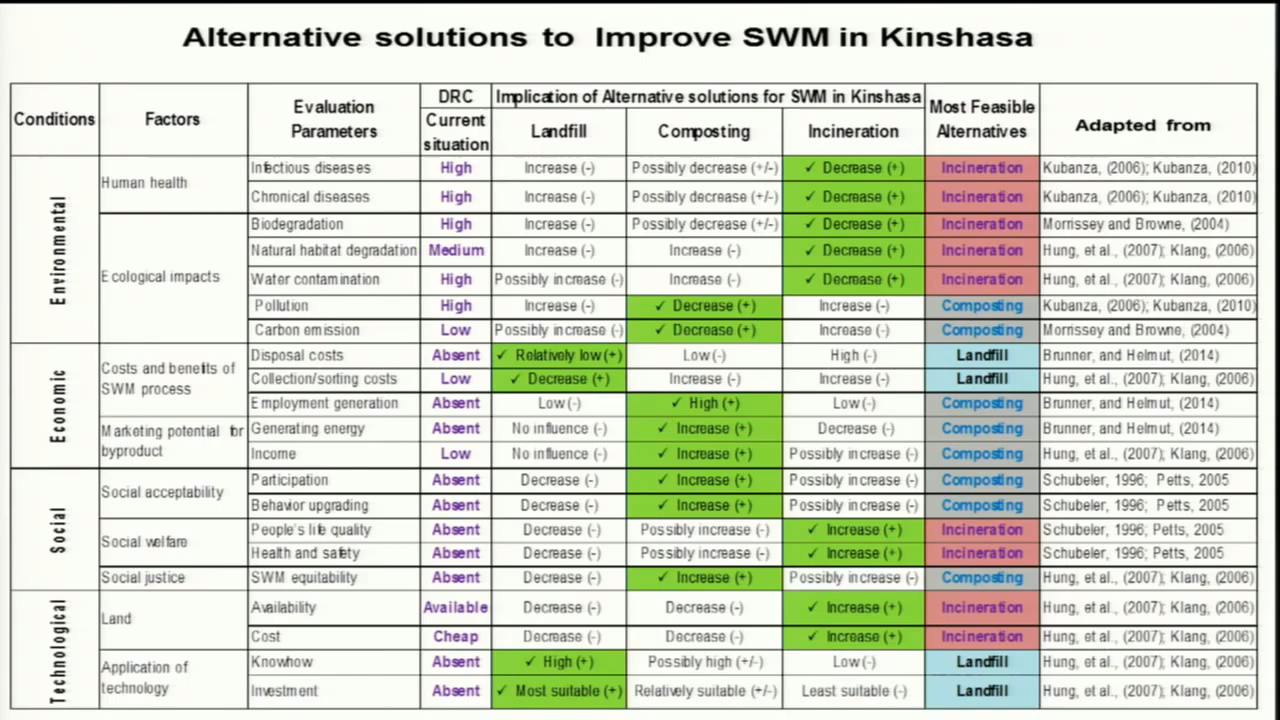 Alternative solutions to Improve SWM in Kinshasa
Conditions Factors Evaluation Parameters DRC Current situation Implication of Alternative solutions for SWM in Kinshasa Most Feasible Alternatives Adapted from
Landfill Composting Incineration
Environmental Human health Infectious diseases High Increase (-) Possibly decrease (+/-) ✓ Decrease (+) Incineration Kubanza, (2006); Kubanza, (2010)
Chronical diseases High Increase (-) Possibly decrease (+/-) ✓ Decrease (+) Incineration Kubanza, (2006); Kubanza, (2010)
Ecological impacts Biodegradation High Increase (-) Possibly decrease (+/-) ✓ Decrease (+) Incineration Morrissey and Browne, (2004)
Natural habitat degradation Medium Increase (-) Increase (-) ✓ Decrease (+) Incineration Hung, et al., (2007); Klang, (2006)
Water contamination High Possibly increase (-) Increase (-) ✓ Decrease (+) Incineration Hung, et al., (2007); Klang, (2006)
Pollution High Increase (-) ✓ Decrease (+) Increase (-) Composting Kubanza, (2006); Kubanza, (2010)
Carbon emission Low Possibly increase (-) ✓ Decrease (+) Increase (-) Composting Morrissey and Browne, (2004)
Economic Costs and benefits of SWM process Disposal costs Absent ✓ Relatively low (+) Low (-) High (-) Landfill Brunner, and Helmut, (2014)
Collection/sorting costs Low ✓ Decrease (+) Increase (-) Increase (-) Landfill Hung, et al., (2007); Klang, (2006)
Employment generation Absent Low (-) ✓ High (+) Low (-) Composting Brunner, and Helmut, (2014)
Marketing potential for byproduct Generating energy Absent No influence (-) ✓ Increase (+) Decrease (-) Composting Brunner, and Helmut, (2014)
Income Low No influence (-) ✓ Increase (+) Possibly increase (-) Composting Hung, et al., (2007); Klang, (2006)
Social Social acceptability Participation Absent Decrease (-) ✓ Increase (+) Possibly increase (-) Composting Schubeler, 1996; Petts, 2005
Behavior upgrading Absent Decrease (-) ✓ Increase (+) Possibly increase (-) Composting Schubeler, 1996; Petts, 2005
Social welfare People's life quality Absent Decrease (-) Possibly increase (-) ✓ Increase (+) Incineration Schubeler, 1996; Petts, 2005
Health and safety Absent Decrease (-) Possibly increase (-) ✓ Increase (+) Incineration Schubeler, 1996; Petts, 2005
Social justice SWM equitability Absent Decrease (-) ✓ Increase (+) Possibly increase (-) Composting Hung, et al., (2007); Klang, (2006)
Technological Land Availability Available Decrease (-) Decrease (-) ✓ Increase (+) Incineration Hung, et al., (2007); Klang, (2006)
Cost Cheap Decrease (-) Decrease (-) ✓ Increase (+) Incineration Hung, et al., (2007); Klang, (2006)
Application of technology Knowhow Absent ✓ High (+) Possibly high (+/-) Low (-) Landfill Hung, et al., (2007); Klang, (2006)
Investment Absent ✓ Most suitable (+) Relatively suitable (+/-) Least suitable (-) Landfill Hung, et al., (2007); Klang, (2006)